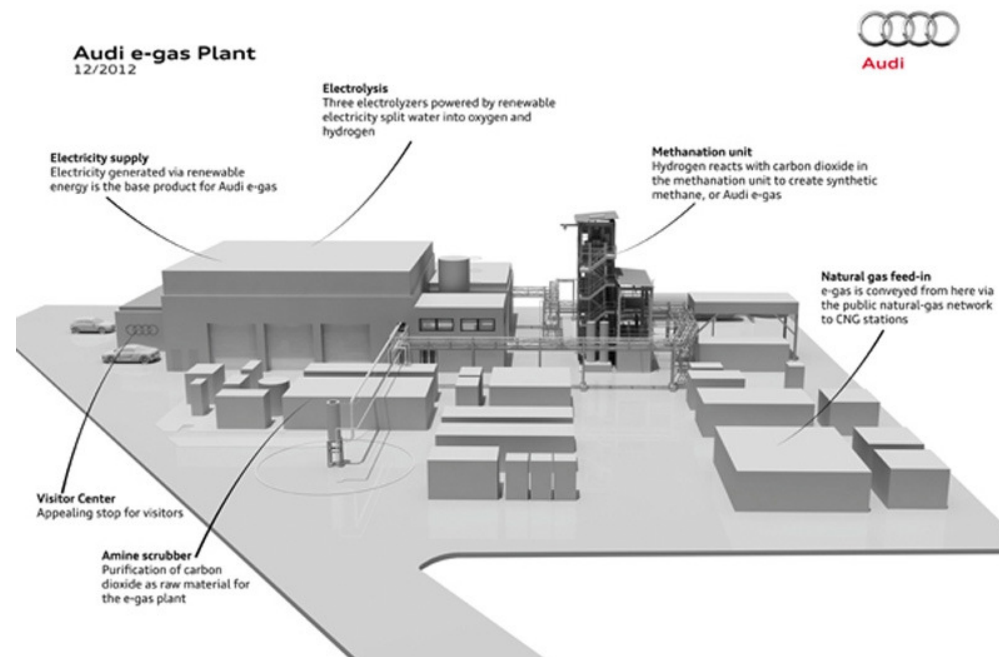 Audi e-gas Plant
12/2012
Audi
Electrolysis
Three electrolyzers powered by renewable
electricity split water into oxygen and
hydrogen
Electricity supply
Electricity generated via renewable
energy is the base product for Audi e-gas
Methanation unit
Hydrogen reacts with carbon dioxide in
the methanation unit to create synthetic
methane, or Audi e-gas
Natural gas feed-in
e-gas is conveyed from here via
the public natural-gas network
to CNG stations
Visitor Center
Appealing stop for visitors
Amine scrubber
Purification of carbon
dioxide as raw material for
the e-gas plant